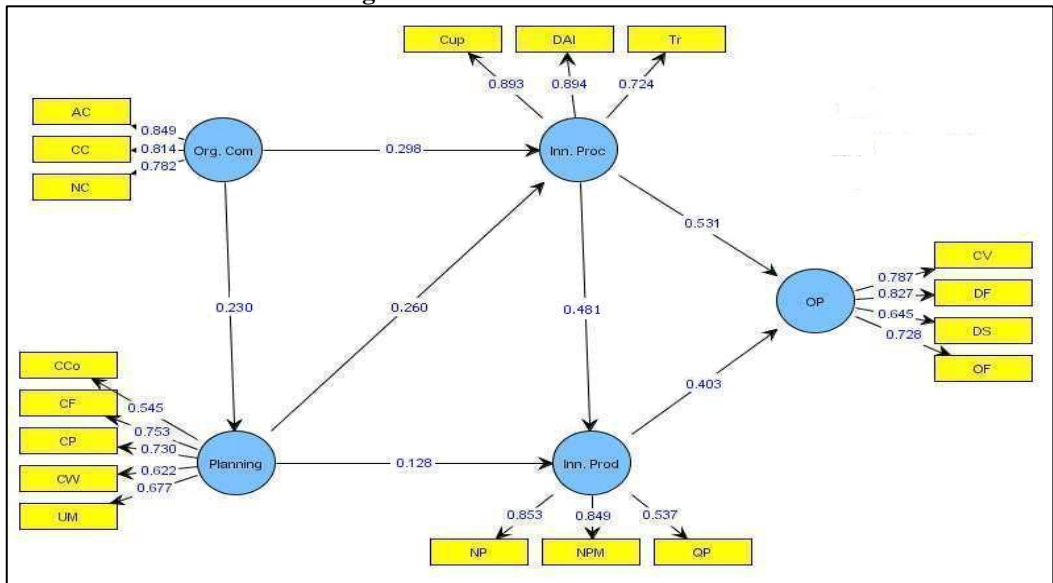 Cup
DAI
Tr
0.893
0.894
0.724
AC
CC
NC
0.849
0.814
0.782
Org. Com
0.298
Inn. Proc
0.531
0.230
0.260
0.481
OP
0.787
0.827
0.645
0.728
CV
DF
DS
OF
0.403
CCo
CF
CP
CW
UM
0.545
0.753
0.730
0.622
0.677
Planning
0.128
Inn. Prod
0.853
0.849
0.537
NP
NPM
QP